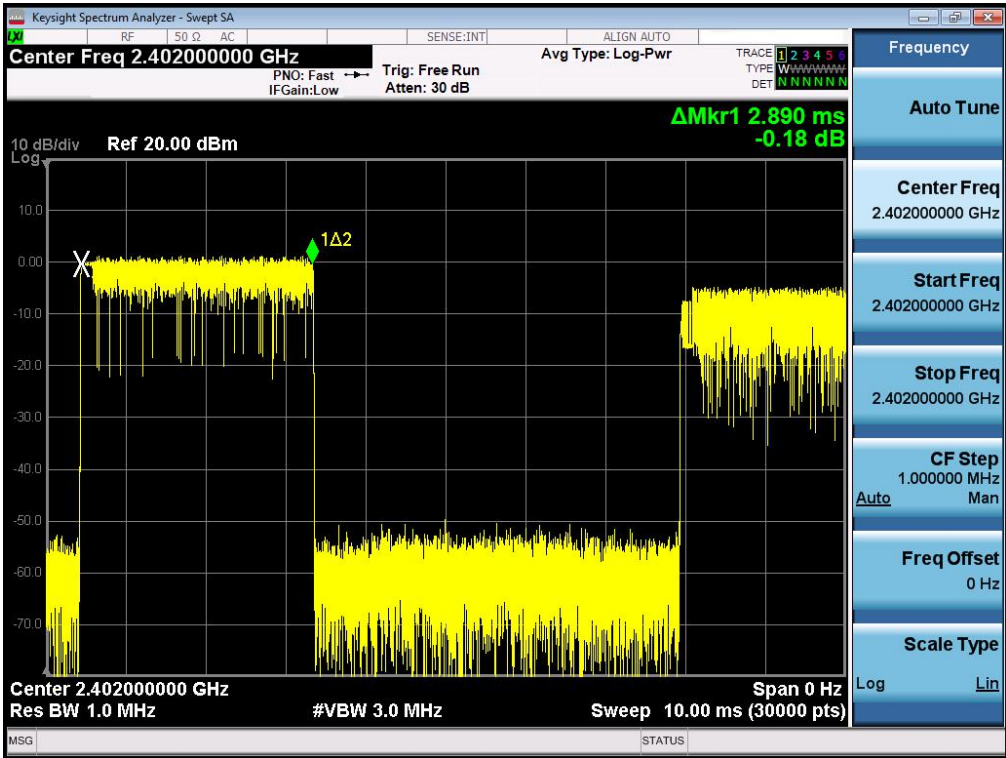 Keysight Spectrum Analyzer - Swept SA
LXI
RF 50 Ω AC SENSE:INT ALIGN AUTO
Center Freq 2.402000000 GHz
PNO: Fast
IFGain:Low
Trig: Free Run
Atten: 30 dB
Avg Type: Log-Pwr
TRACE 1 2 3 4 5 6
TYPE WWWWWW
DET N N N N N N
ΔMkr1 2.890 ms
-0.18 dB
10 dB/div Ref 20.00 dBm
Log
10.0
0.00
-10.0
-20.0
-30.0
-40.0
-50.0
-60.0
-70.0
X
1Δ2
Center 2.402000000 GHz Span 0 Hz
Res BW 1.0 MHz #VBW 3.0 MHz Sweep 10.00 ms (30000 pts)
MSG STATUS
Frequency
Auto Tune
Center Freq
2.402000000 GHz
Start Freq
2.402000000 GHz
Stop Freq
2.402000000 GHz
CF Step
1.000000 MHz
Auto Man
Freq Offset
0 Hz
Scale Type
Log Lin